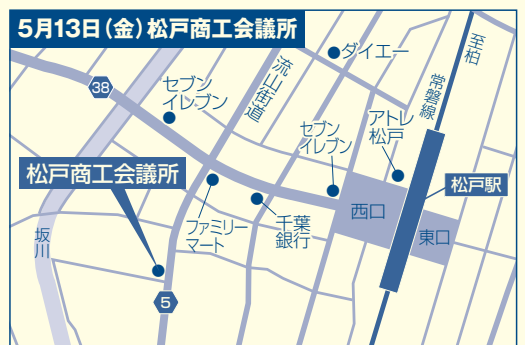 5月13日（金）松戸商工会議所
ダイエー
至柏
流山街道
常磐線
38
セブン
イレブン
アトレ
松戸
セブン
イレブン
松戸商工会議所
松戸駅
西口
ファミリー
マート
千葉
銀行
東口
坂川
5